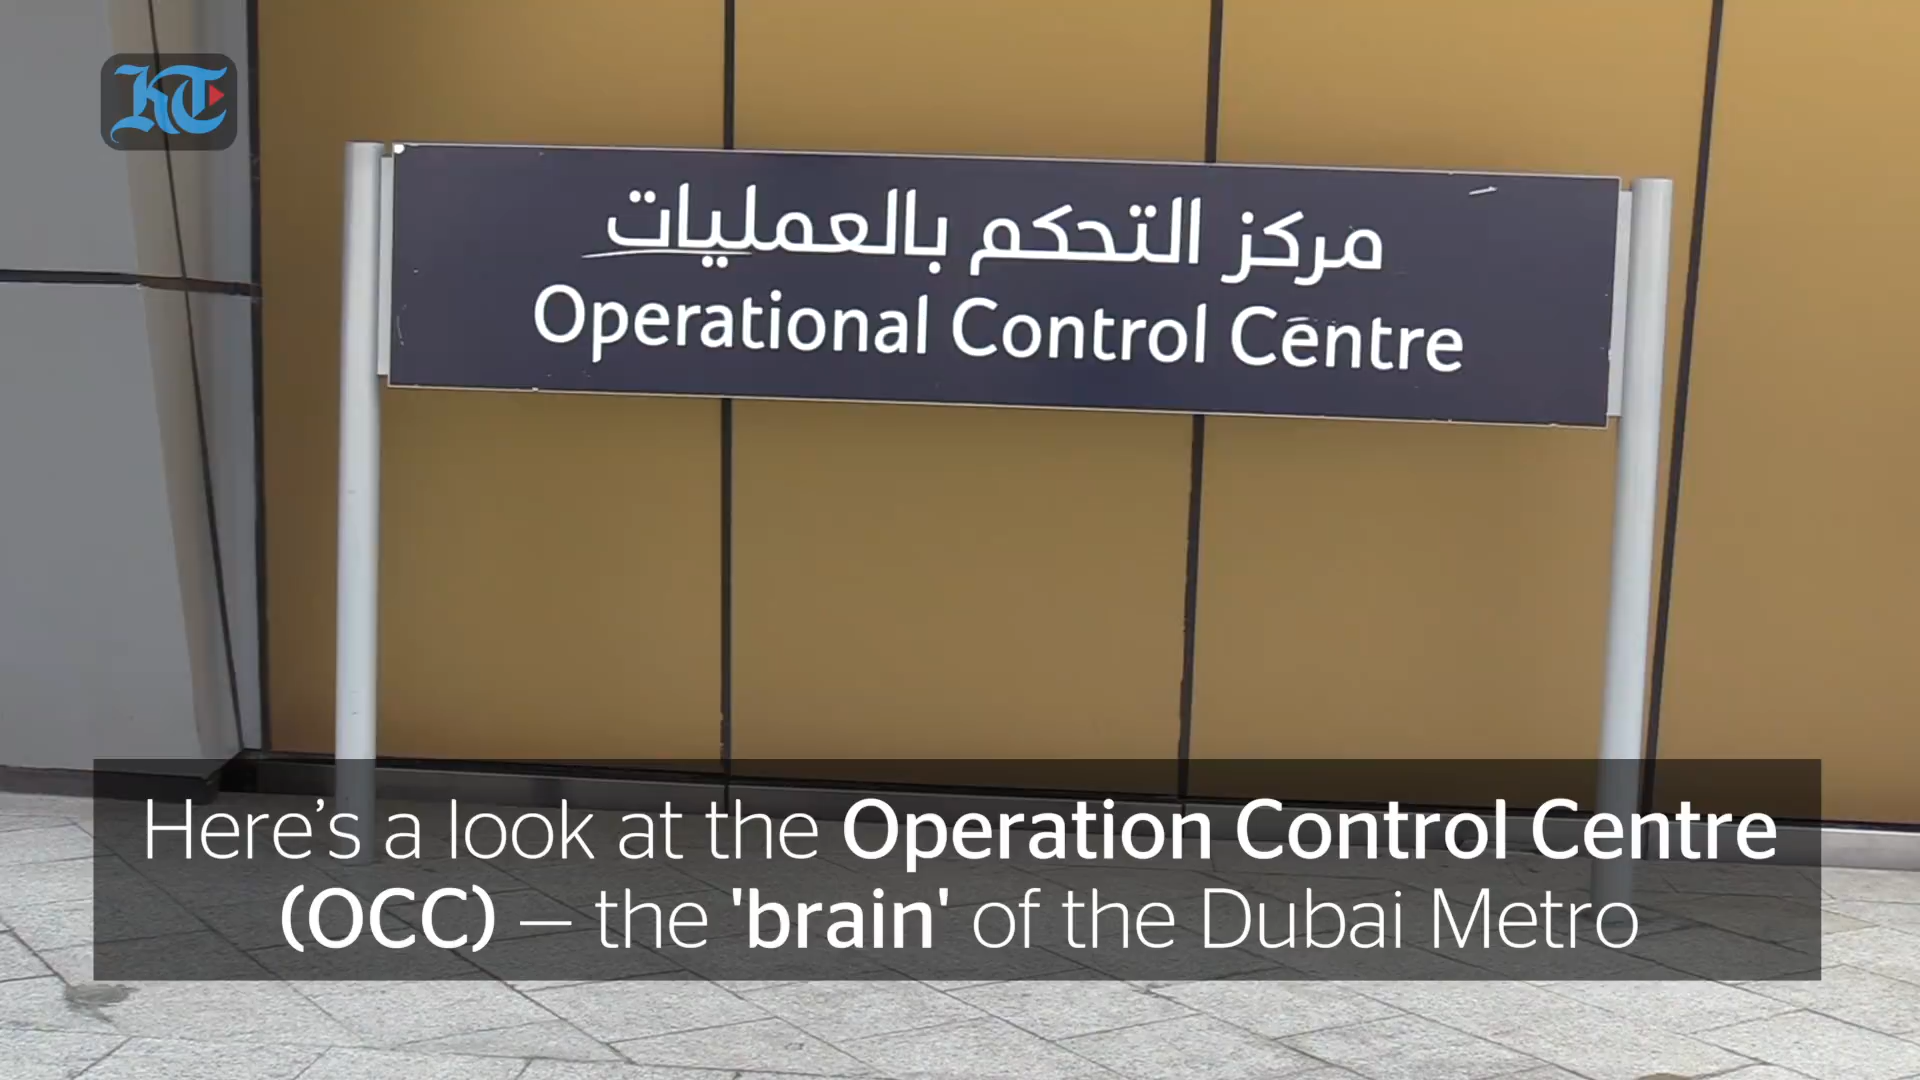 KT
مركز التحكم بالعمليات
Operational Control Centre
Here's a look at the Operation Control Centre
(OCC) – the 'brain' of the Dubai Metro